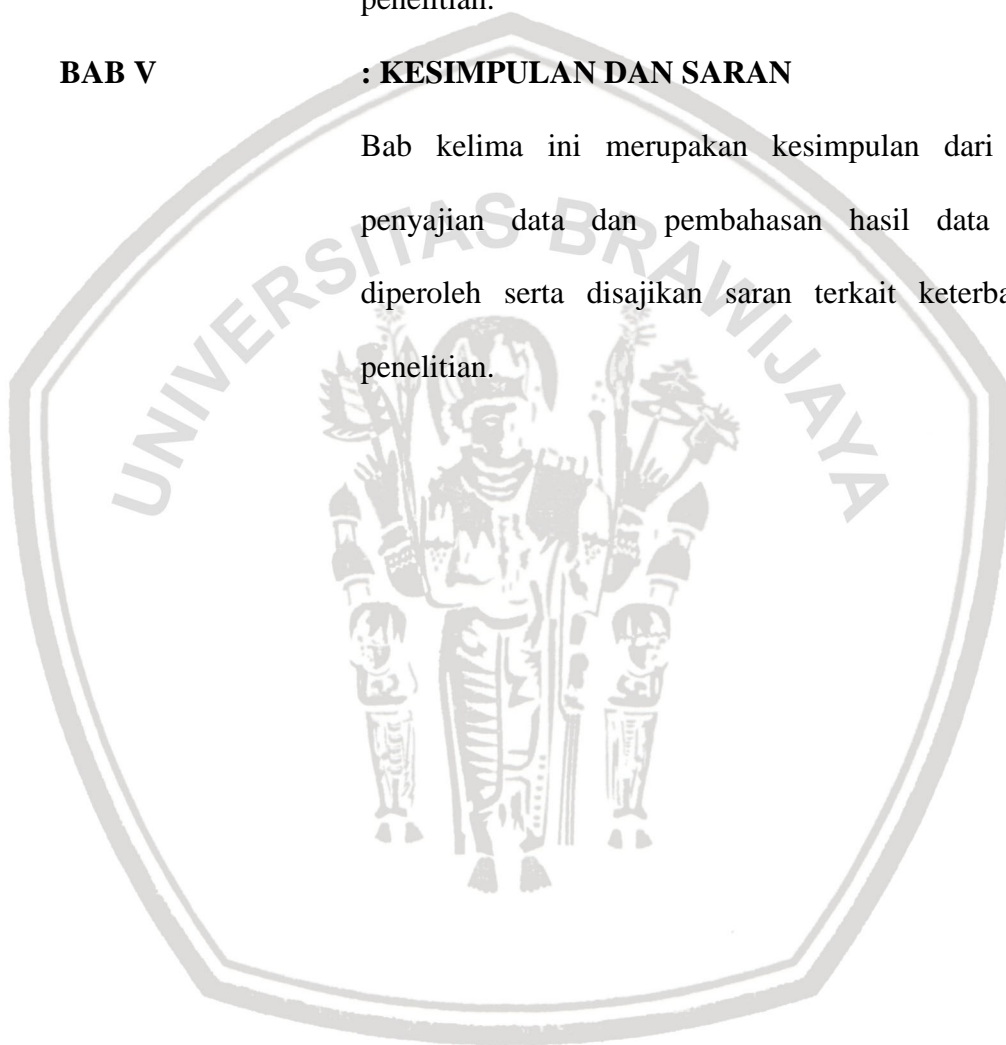 penelitian.
BAB V : KESIMPULAN DAN SARAN
Bab kelima ini merupakan kesimpulan dari
penyajian data dan pembahasan hasil data
diperoleh serta disajikan saran terkait keterba
penelitian.
UNIVERSITAS BRAWIJAYA